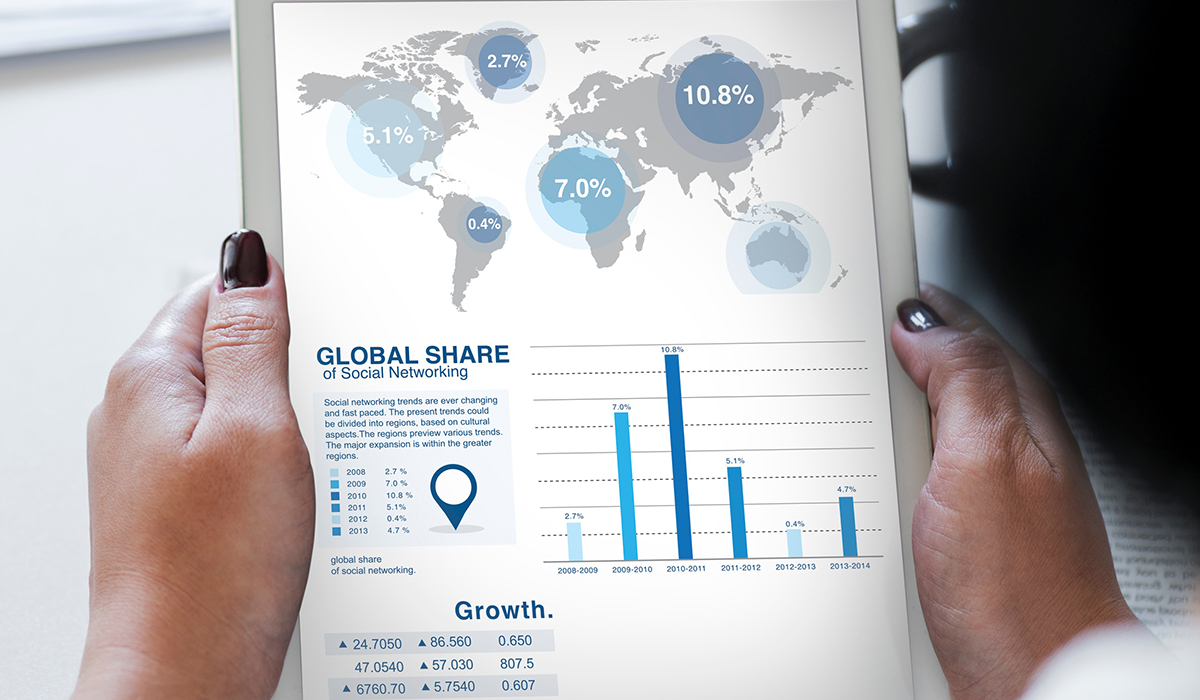 2.7%
10.8%
5.1%
7.0%
0.4%
GLOBAL SHARE
of Social Networking
Social networking trends are ever changing
and fast paced. The present trends could
be divided into regions, based on cultural
aspects.The regions preview various trends.
The major expansion is within the greater
regions.
2008 2.7 %
2009 7.0 %
2010 10.8 %
2011 5.1%
2012 0.4%
2013 4.7 %
global share
of social networking.
10.8%
7.0%
5.1%
4.7%
2.7%
0.4%
2008-2009 2009-2010 2010-2011 2011-2012 2012-2013 2013-2014
Growth.
▲ 24.7050 ▲ 86.560 0.650
47.0540 ▲ 57.030 807.5
▲ 6760.70 ▲ 5.7540 0.607